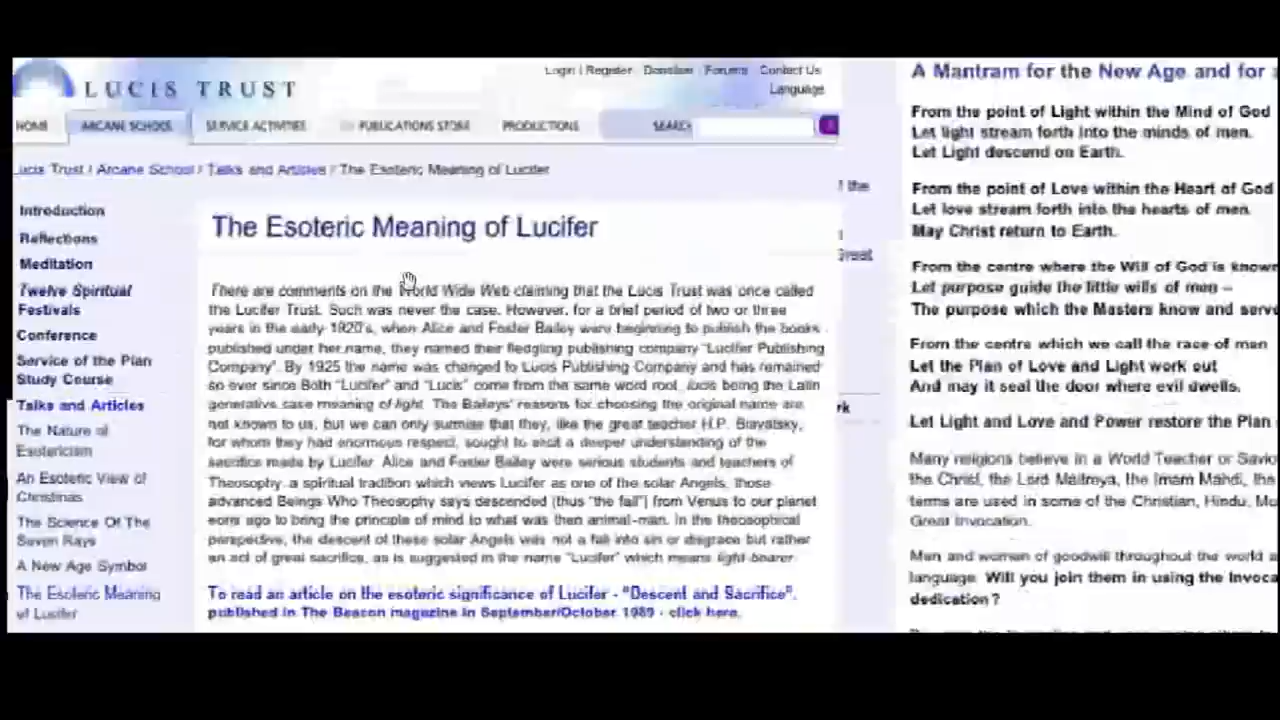 LUCIS TRUST
Login | Register Donation Forums Contact Us
Language
HOME ARCANE SCHOOL SERVICE ACTIVITIES PUBLICATIONS STORE PRODUCTIONS SEARCH
Lucis Trust / Arcane School / Talks and Articles / The Esoteric Meaning of Lucifer
Introduction
Reflections
Meditation
Twelve Spiritual
Festivals
Conference
Service of the Plan
Study Course
Talks and Articles
The Nature of
Esotericism
An Esoteric View of
Christmas
The Science Of The
Seven Rays
A New Age Symbol
The Esoteric Meaning
of Lucifer
The Esoteric Meaning of Lucifer
There are comments on the World Wide Web claiming that the Lucis Trust was once called
the Lucifer Trust. Such was never the case. However, for a brief period of two or three
years in the early 1920's, when Alice and Foster Bailey were beginning to publish the books
published under her name, they named their fledgling publishing company "Lucifer Publishing
Company". By 1925 the name was changed to Lucis Publishing Company and has remained
so ever since Both "Lucifer" and "Lucis" come from the same word root, lucis being the Latin
generative case meaning of light. The Baileys' reasons for choosing the original name are
not known to us, but we can only surmise that they, like the great teacher H.P. Blavatsky,
for whom they had enormous respect, sought to elicit a deeper understanding of the
sacrifice made by Lucifer. Alice and Foster Bailey were serious students and teachers of
Theosophy, a spiritual tradition which views Lucifer as one of the solar Angels, those
advanced Beings Who Theosophy says descended (thus "the fall") from Venus to our planet
eons ago to bring the principle of mind to what was then animal-man. In the theosophical
perspective, the descent of these solar Angels was not a fall into sin or disgrace but rather
an act of great sacrifice, as is suggested in the name "Lucifer" which means light-bearer.
To read an article on the esoteric significance of Lucifer - "Descent and Sacrifice",
published in The Beacon magazine in September/October 1989 - click here.
the
Great
rk
A Mantram for the New Age and for
From the point of Light within the Mind of God
Let light stream forth into the minds of men.
Let Light descend on Earth.
From the point of Love within the Heart of God
Let love stream forth into the hearts of men.
May Christ return to Earth.
From the centre where the Will of God is known
Let purpose guide the little wills of men –
The purpose which the Masters know and serve
From the centre which we call the race of men
Let the Plan of Love and Light work out
And may it seal the door where evil dwells.
Let Light and Love and Power restore the Plan
Many religions believe in a World Teacher or Savio
the Christ, the Lord Maitreya, the Imam Mahdi, the
terms are used in some of the Christian, Hindu, Mu
Great Invocation.
Men and women of goodwill throughout the world a
language. Will you join them in using the Invoca
dedication?